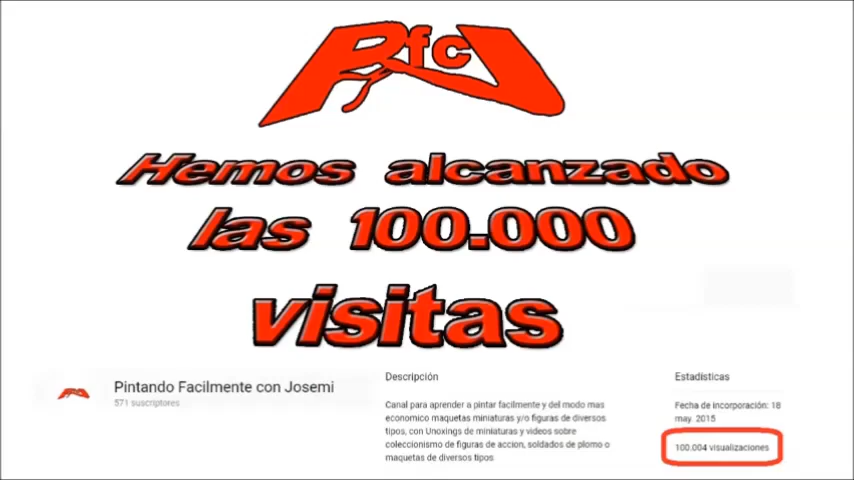 PfcJ
Hemos alcanzado
las 100.000
visitas
Pintando Facilmente con Josemi
571 suscriptores
Descripción
Canal para aprender a pintar facilmente y del modo mas
economico maquetas miniaturas y/o figuras de diversos
tipos, con Unoxings de miniaturas y videos sobre
coleccionismo de figuras de accion, soldados de plomo o
maquetas de diversos tipos
Estadísticas
Fecha de incorporación: 18
may. 2015
100.004 visualizaciones